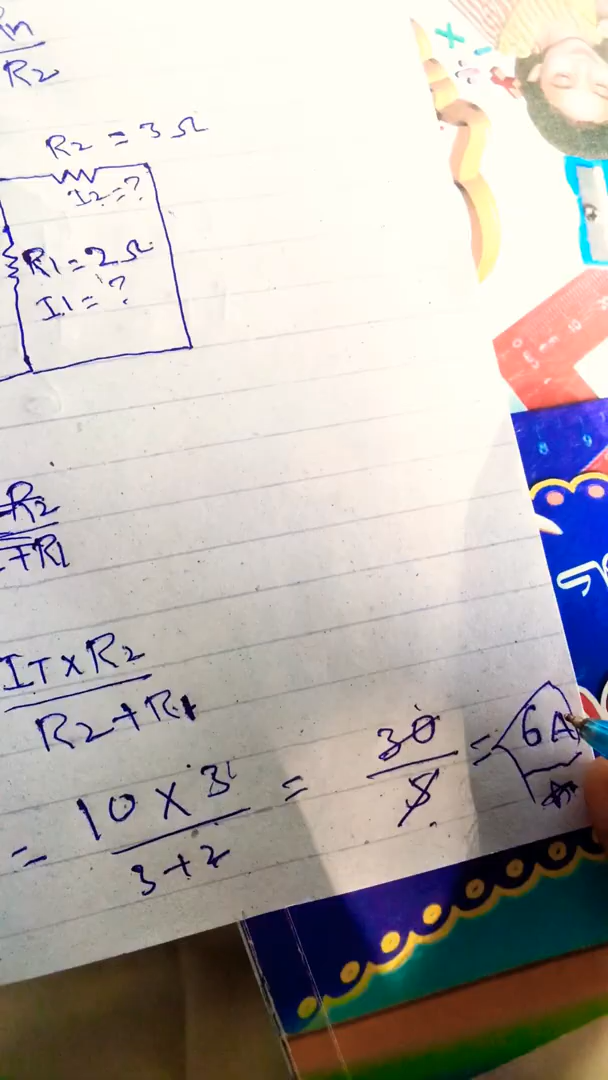 Rn
R2
R2 = 3 Ω
I2 = ?
R1 = 2 Ω
I1 = ?
R2
+R1
IT X R2
R2 + R1
= 10 X 3 = 30 = 6A
3 + 2 5